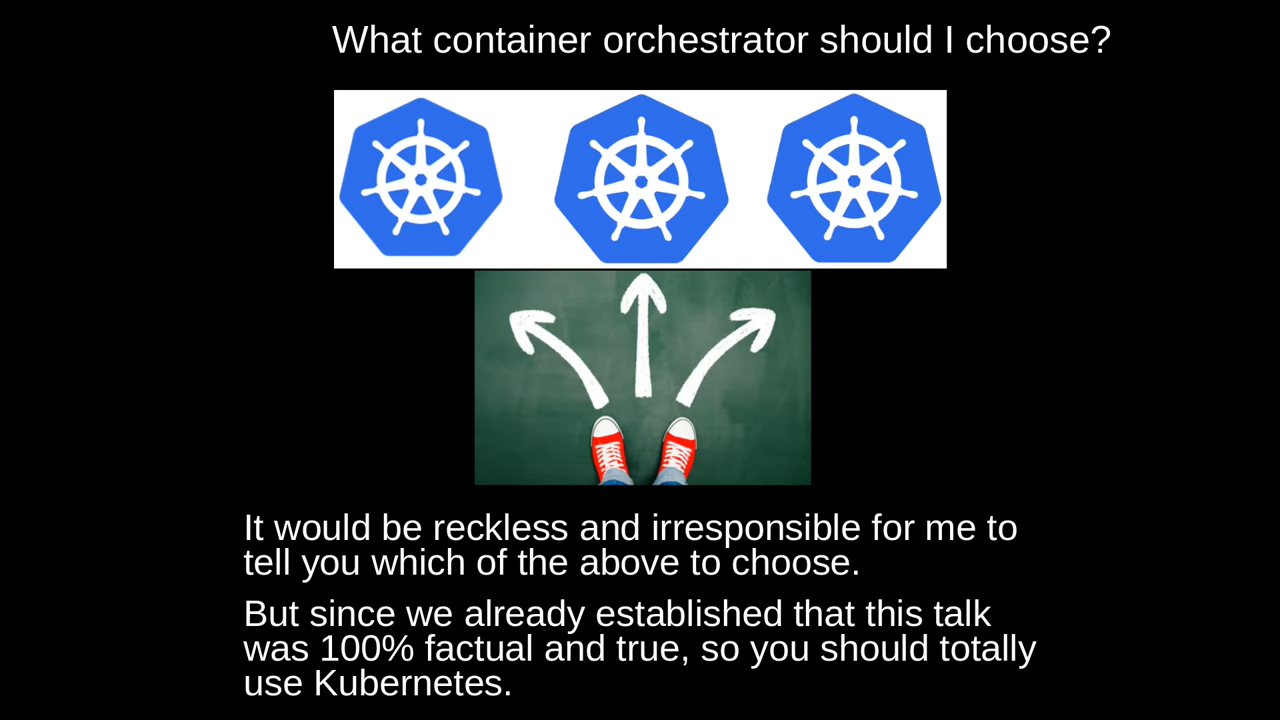 What container orchestrator should I choose?
It would be reckless and irresponsible for me to
tell you which of the above to choose.
But since we already established that this talk
was 100% factual and true, so you should totally
use Kubernetes.